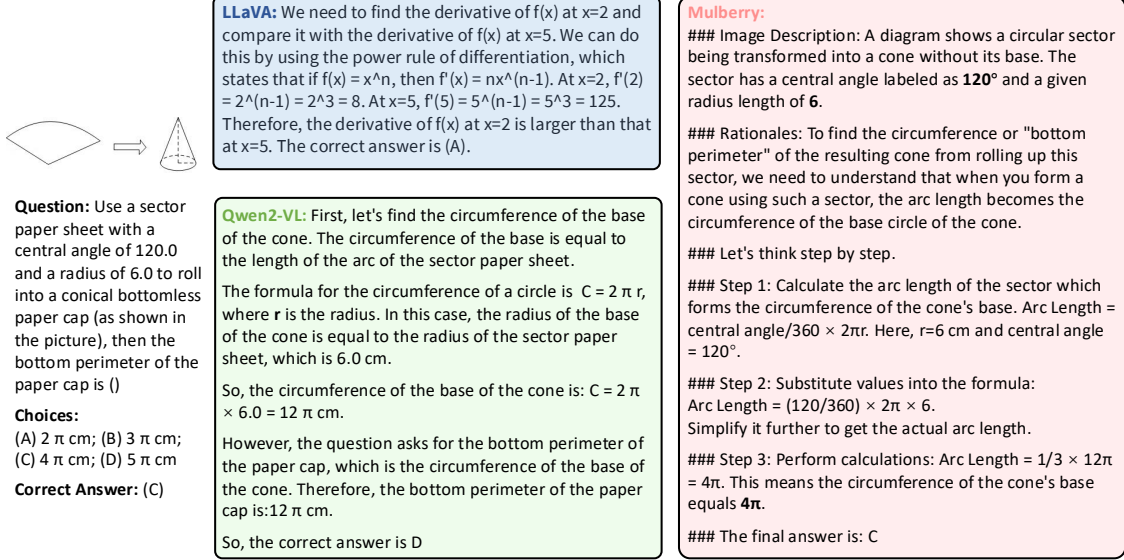 Question: Use a sector
paper sheet with a
central angle of 120.0
and a radius of 6.0 to roll
into a conical bottomless
paper cap (as shown in
the picture), then the
bottom perimeter of the
paper cap is ()
Choices:
(A) 2 π cm; (B) 3 π cm;
(C) 4 π cm; (D) 5 π cm
Correct Answer: (C)
LLaVA: We need to find the derivative of f(x) at x=2 and
compare it with the derivative of f(x) at x=5. We can do
this by using the power rule of differentiation, which
states that if f(x) = x^n, then f'(x) = nx^(n-1). At x=2, f'(2)
= 2^(n-1) = 2^3 = 8. At x=5, f'(5) = 5^(n-1) = 5^3 = 125.
Therefore, the derivative of f(x) at x=2 is larger than that
at x=5. The correct answer is (A).
Qwen2-VL: First, let's find the circumference of the base
of the cone. The circumference of the base is equal to
the length of the arc of the sector paper sheet.
The formula for the circumference of a circle is C = 2 π r,
where r is the radius. In this case, the radius of the base
of the cone is equal to the radius of the sector paper
sheet, which is 6.0 cm.
So, the circumference of the base of the cone is: C = 2 π
× 6.0 = 12 π cm.
However, the question asks for the bottom perimeter of
the paper cap, which is the circumference of the base of
the cone. Therefore, the bottom perimeter of the paper
cap is:12 π cm.
So, the correct answer is D
Mulberry:
### Image Description: A diagram shows a circular sector
being transformed into a cone without its base. The
sector has a central angle labeled as 120° and a given
radius length of 6.
### Rationales: To find the circumference or "bottom
perimeter" of the resulting cone from rolling up this
sector, we need to understand that when you form a
cone using such a sector, the arc length becomes the
circumference of the base circle of the cone.
### Let's think step by step.
### Step 1: Calculate the arc length of the sector which
forms the circumference of the cone's base. Arc Length =
central angle/360 × 2πr. Here, r=6 cm and central angle
= 120°.
### Step 2: Substitute values into the formula:
Arc Length = (120/360) × 2π × 6.
Simplify it further to get the actual arc length.
### Step 3: Perform calculations: Arc Length = 1/3 × 12π
= 4π. This means the circumference of the cone's base
equals 4π.
### The final answer is: C